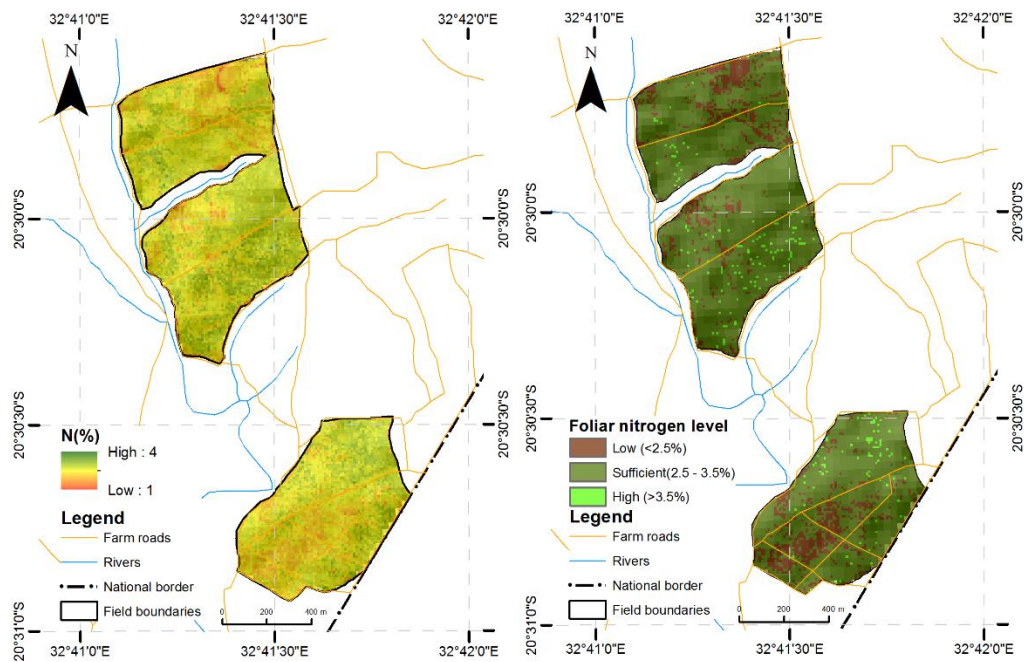 32°41'0"E 32°41'30"E 32°42'0"E
N
20°30'0"S 20°30'0"S
20°30'30"S 20°30'30"S
20°31'0"S 20°31'0"S
N(%)
High : 4
Low : 1
Legend
Farm roads
Rivers
National border
Field boundaries
0 200 400 m
32°41'0"E 32°41'30"E 32°42'0"E
32°41'0"E 32°41'30"E 32°42'0"E
N
20°30'0"S 20°30'0"S
20°30'30"S 20°30'30"S
20°31'0"S 20°31'0"S
Foliar nitrogen level
Low (<2.5%)
Sufficient(2.5 - 3.5%)
High (>3.5%)
Legend
Farm roads
Rivers
National border
Field boundaries
0 200 400 m
32°41'0"E 32°41'30"E 32°42'0"E